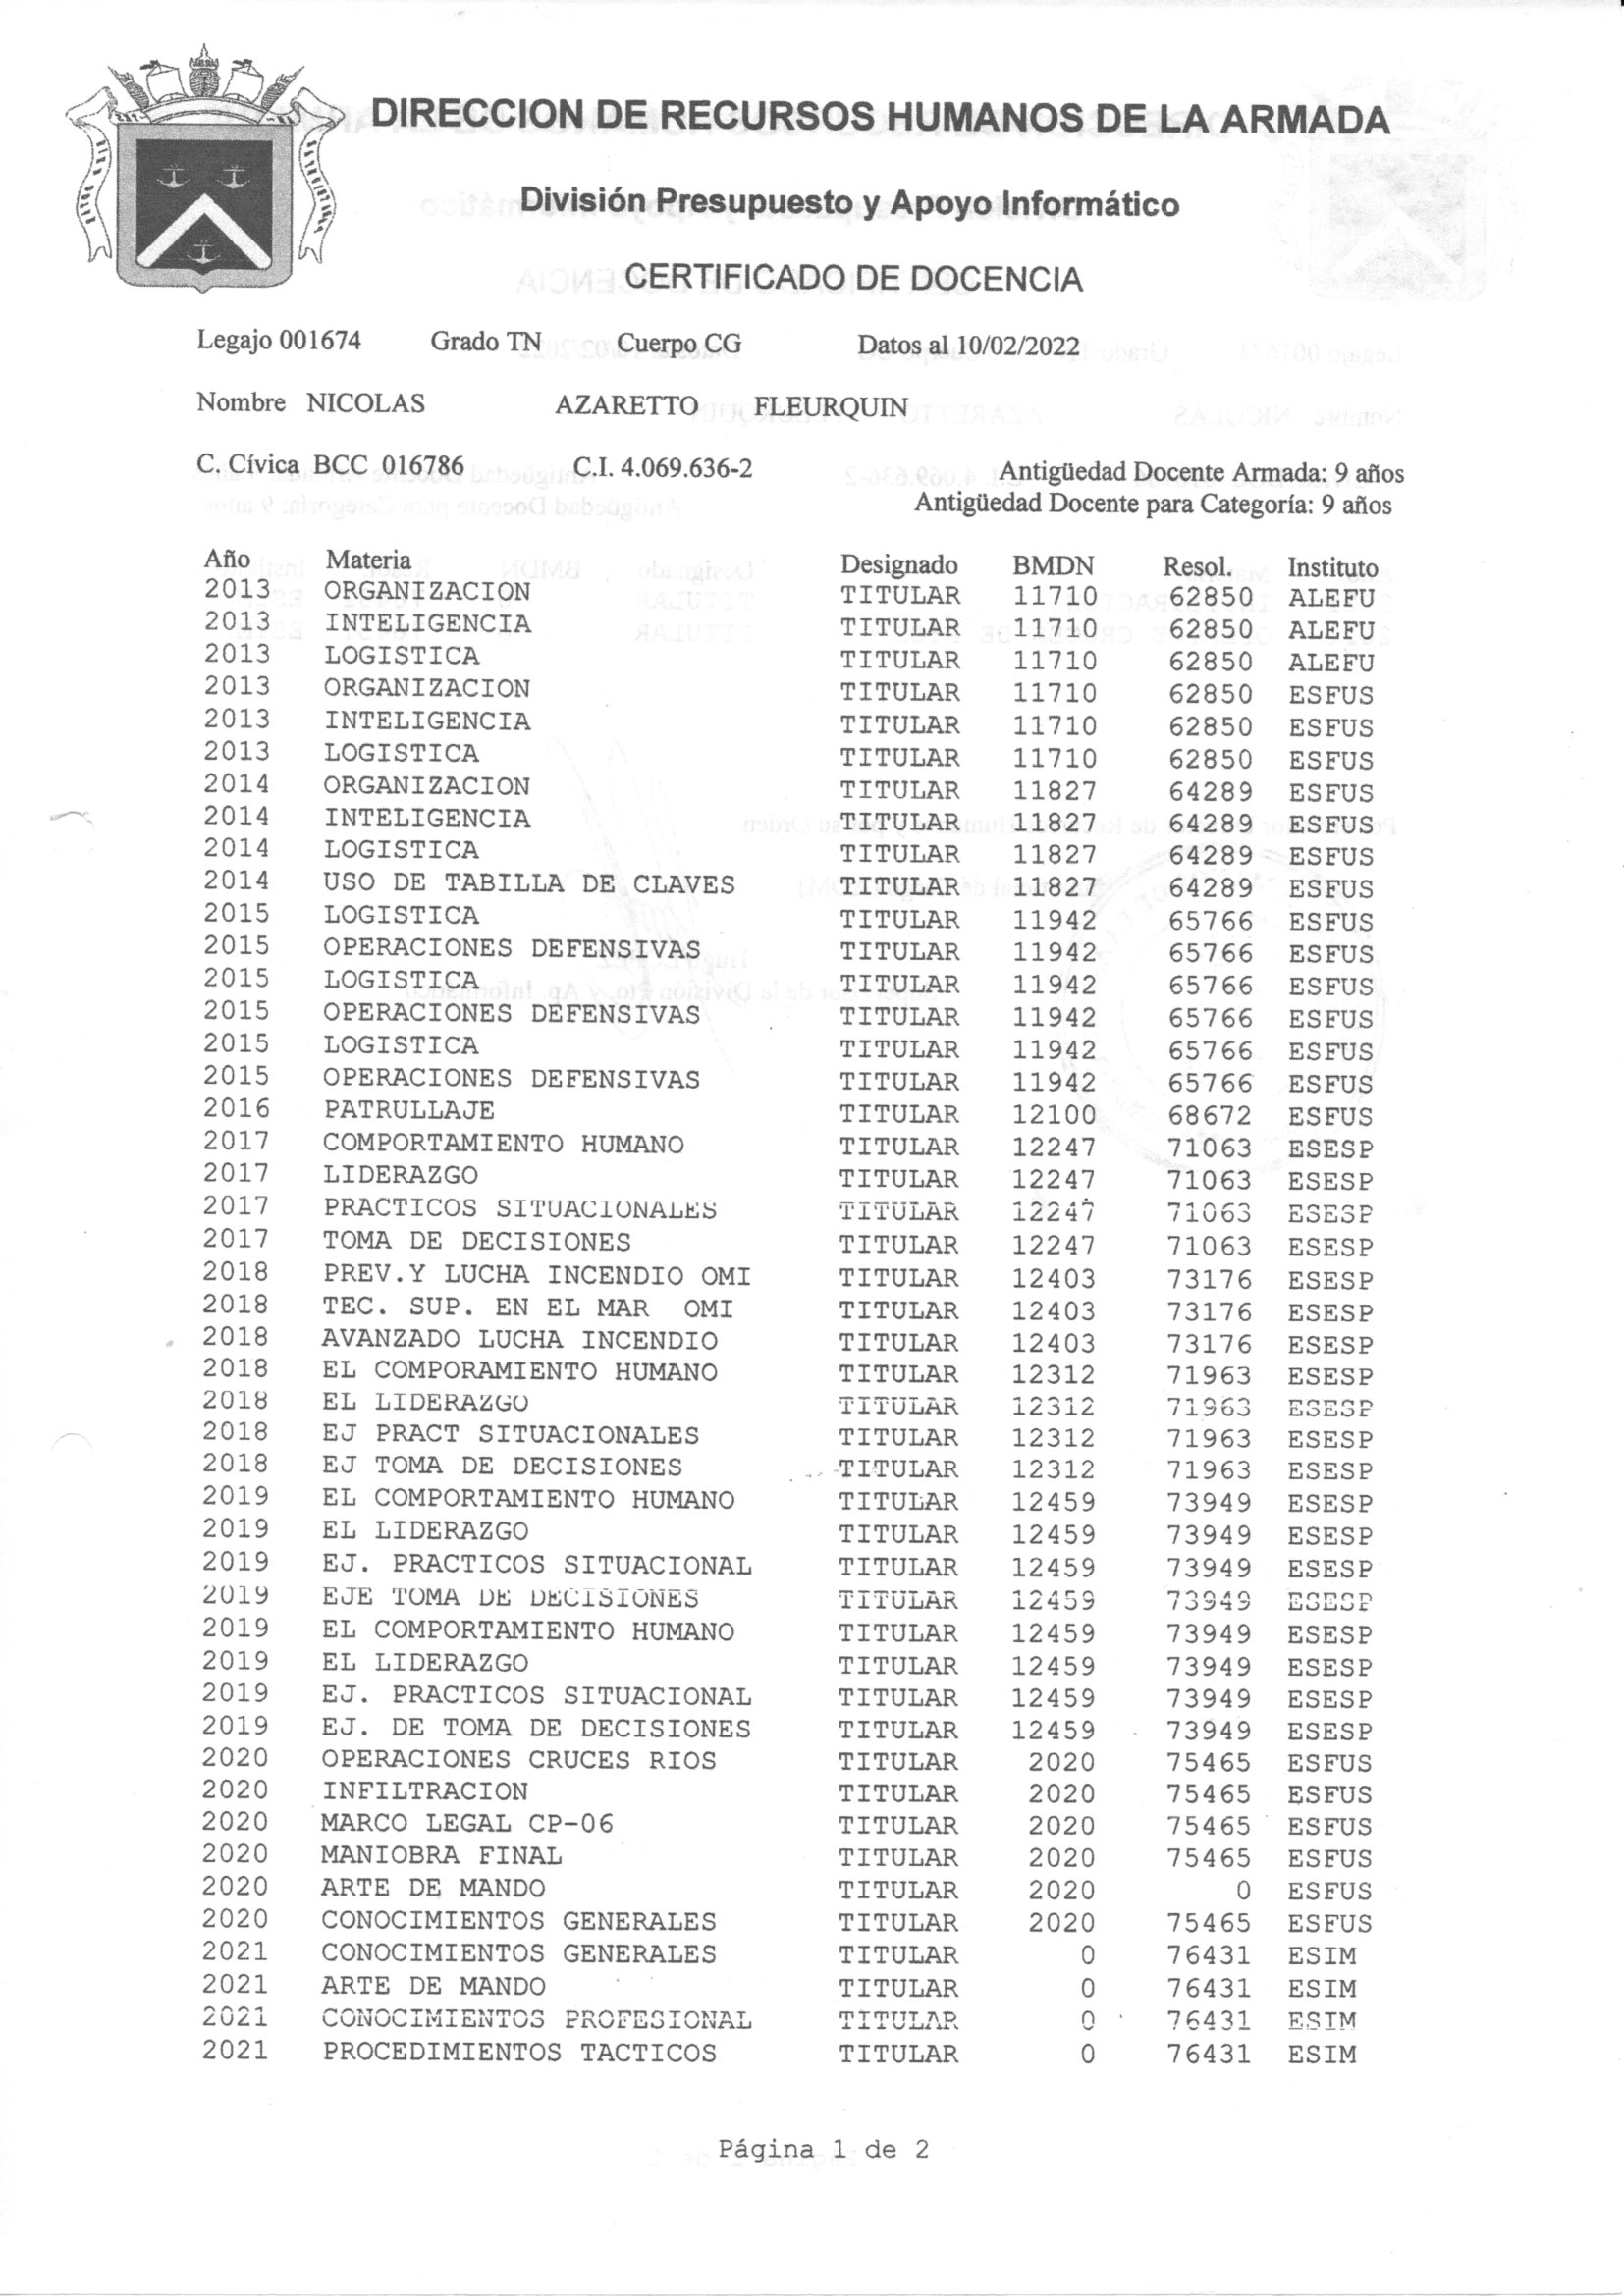 DIRECCION DE RECURSOS HUMANOS DE LA ARMADA
División Presupuesto y Apoyo Informático
CERTIFICADO DE DOCENCIA
Legajo 001674 Grado TN Cuerpo CG Datos al 10/02/2022
Nombre NICOLAS AZARETTO FLEURQUIN
C. Cívica BCC 016786 C.I. 4.069.636-2 Antigüedad Docente Armada: 9 años
Antigüedad Docente para Categoría: 9 años
Año Materia Designado BMDN Resol. Instituto
2013 ORGANIZACION TITULAR 11710 62850 ALEFU
2013 INTELIGENCIA TITULAR 11710 62850 ALEFU
2013 LOGISTICA TITULAR 11710 62850 ALEFU
2013 ORGANIZACION TITULAR 11710 62850 ESFUS
2013 INTELIGENCIA TITULAR 11710 62850 ESFUS
2013 LOGISTICA TITULAR 11710 62850 ESFUS
2014 ORGANIZACION TITULAR 11827 64289 ESFUS
2014 INTELIGENCIA TITULAR 11827 64289 ESFUS
2014 LOGISTICA TITULAR 11827 64289 ESFUS
2014 USO DE TABILLA DE CLAVES TITULAR 11827 64289 ESFUS
2015 LOGISTICA TITULAR 11942 65766 ESFUS
2015 OPERACIONES DEFENSIVAS TITULAR 11942 65766 ESFUS
2015 LOGISTICA TITULAR 11942 65766 ESFUS
2015 OPERACIONES DEFENSIVAS TITULAR 11942 65766 ESFUS
2015 LOGISTICA TITULAR 11942 65766 ESFUS
2015 OPERACIONES DEFENSIVAS TITULAR 11942 65766 ESFUS
2016 PATRULLAJE TITULAR 12100 68672 ESFUS
2017 COMPORTAMIENTO HUMANO TITULAR 12247 71063 ESESP
2017 LIDERAZGO TITULAR 12247 71063 ESESP
2017 PRACTICOS SITUACIONALES TITULAR 12247 71063 ESESP
2017 TOMA DE DECISIONES TITULAR 12247 71063 ESESP
2018 PREV.Y LUCHA INCENDIO OMI TITULAR 12403 73176 ESESP
2018 TEC. SUP. EN EL MAR OMI TITULAR 12403 73176 ESESP
2018 AVANZADO LUCHA INCENDIO TITULAR 12403 73176 ESESP
2018 EL COMPORAMIENTO HUMANO TITULAR 12312 71963 ESESP
2018 EL LIDERAZGO TITULAR 12312 71963 ESESP
2018 EJ PRACT SITUACIONALES TITULAR 12312 71963 ESESP
2018 EJ TOMA DE DECISIONES TITULAR 12312 71963 ESESP
2019 EL COMPORTAMIENTO HUMANO TITULAR 12459 73949 ESESP
2019 EL LIDERAZGO TITULAR 12459 73949 ESESP
2019 EJ. PRACTICOS SITUACIONAL TITULAR 12459 73949 ESESP
2019 EJE TOMA DE DECISIONES TITULAR 12459 73949 ESESP
2019 EL COMPORTAMIENTO HUMANO TITULAR 12459 73949 ESESP
2019 EL LIDERAZGO TITULAR 12459 73949 ESESP
2019 EJ. PRACTICOS SITUACIONAL TITULAR 12459 73949 ESESP
2019 EJ. DE TOMA DE DECISIONES TITULAR 12459 73949 ESESP
2020 OPERACIONES CRUCES RIOS TITULAR 2020 75465 ESFUS
2020 INFILTRACION TITULAR 2020 75465 ESFUS
2020 MARCO LEGAL CP-06 TITULAR 2020 75465 ESFUS
2020 MANIOBRA FINAL TITULAR 2020 75465 ESFUS
2020 ARTE DE MANDO TITULAR 2020 0 ESFUS
2020 CONOCIMIENTOS GENERALES TITULAR 2020 75465 ESFUS
2021 CONOCIMIENTOS GENERALES TITULAR 0 76431 ESIM
2021 ARTE DE MANDO TITULAR 0 76431 ESIM
2021 CONOCIMIENTOS PROFESIONAL TITULAR 0 76431 ESIM
2021 PROCEDIMIENTOS TACTICOS TITULAR 0 76431 ESIM
Página 1 de 2